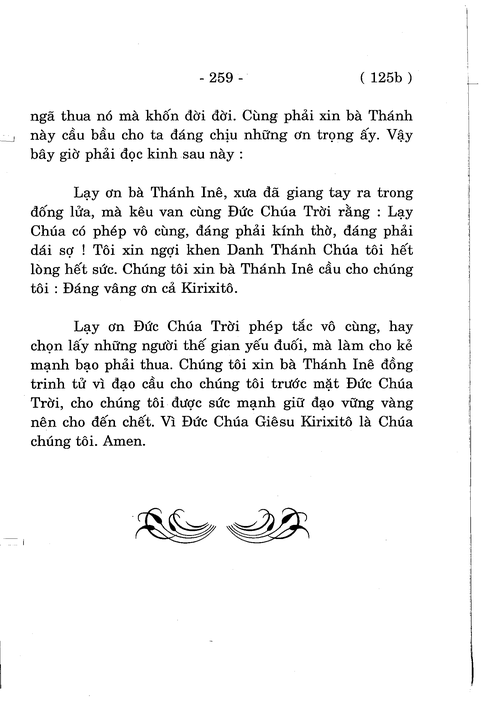 - 259 -
( 125b )
ngã thua nó mà khốn đời đời. Cùng phải xin bà Thánh
này cầu bầu cho ta đáng chịu những ơn trọng ấy. Vậy
bây giờ phải đọc kinh sau này :
Lạy ơn bà Thánh Inê, xưa đã giang tay ra trong
đống lửa, mà kêu van cùng Đức Chúa Trời rằng : Lạy
Chúa có phép vô cùng, đáng phải kính thờ, đáng phải
dái sợ ! Tôi xin ngợi khen Danh Thánh Chúa tôi hết
lòng hết sức. Chúng tôi xin bà Thánh Inê cầu cho chúng
tôi : Đáng vâng ơn cả Kirixitô.
Lạy ơn Đức Chúa Trời phép tắc vô cùng, hay
chọn lấy những người thế gian yếu đuối, mà làm cho kẻ
mạnh bạo phải thua. Chúng tôi xin bà Thánh Inê đồng
trinh tử vì đạo cầu cho chúng tôi trước mặt Đức Chúa
Trời, cho chúng tôi được sức mạnh giữ đạo vững vàng
nên cho đến chết. Vì Đức Chúa Giêsu Kirixitô là Chúa
chúng tôi. Amen.